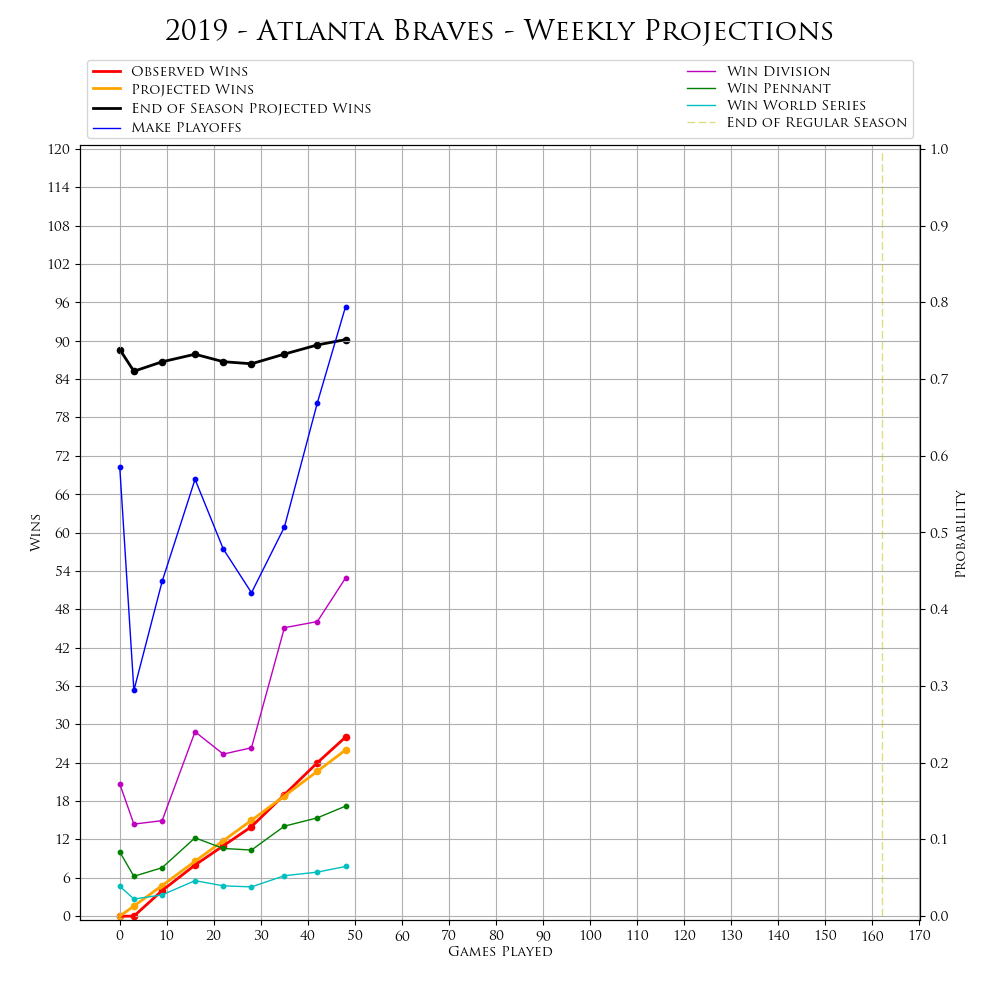 2019 - Atlanta Braves - Weekly Projections
Observed Wins
Projected Wins
End of Season Projected Wins
Make Playoffs
Win Division
Win Pennant
Win World Series
End of Regular Season
120
114
108
102
96
90
84
78
72
66
60
54
48
42
36
30
24
18
12
6
0
Wins
1.0
0.9
0.8
0.7
0.6
0.5
0.4
0.3
0.2
0.1
0.0
Probability
0 10 20 30 40 50 60 70 80 90 100 110 120 130 140 150 160 170
Games Played